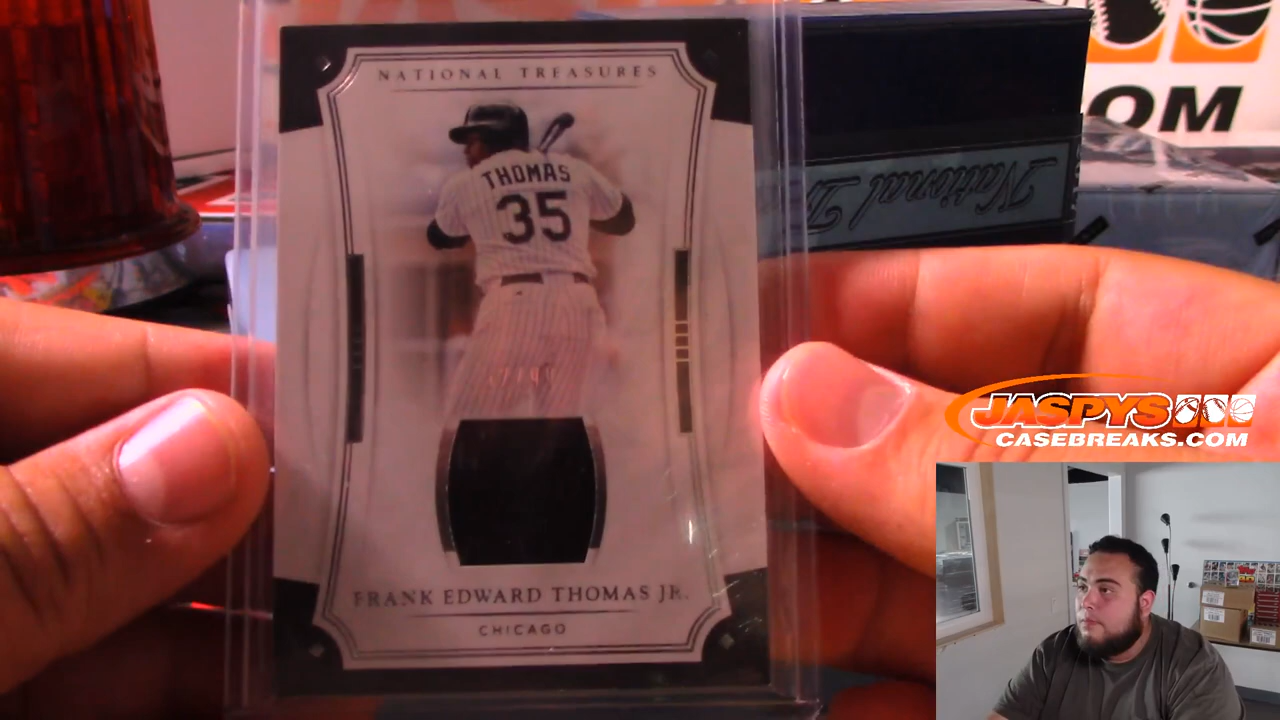 NATIONAL TREASURES
THOMAS
35
FRANK EDWARD THOMAS JR.
CHICAGO
National
OM
JASPYS
CASEBREAKS.COM